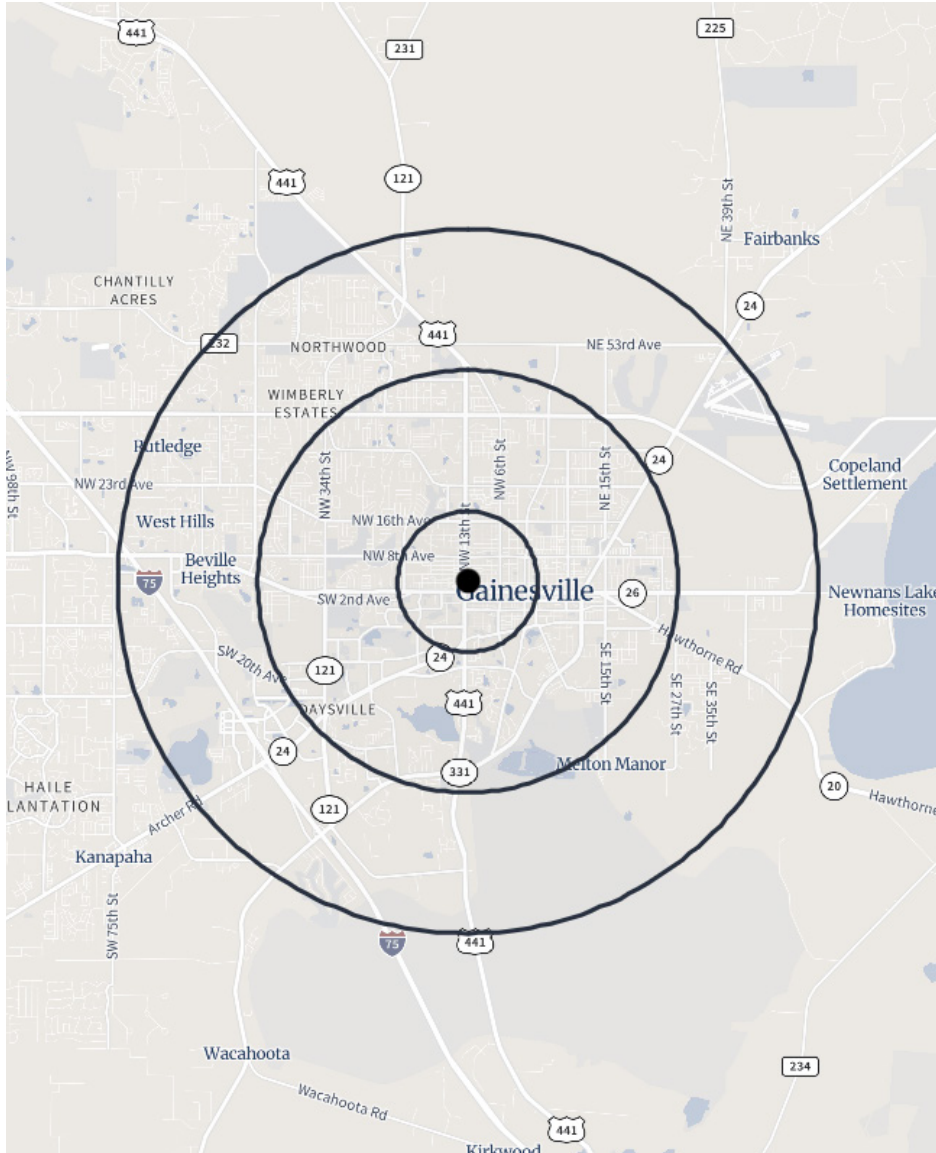 441
225
231
441
121
NE 39th St
Fairbanks
CHANTILLY
ACRES
24
441
232
NORTHWOOD
NE 53rd Ave
WIMBERLY
ESTATES
Rutledge
NW 98th St
NW 34th St
NW 6th St
NE 15th St
24
Copeland
Settlement
NW 23rd Ave
West Hills
NW 16th Ave
NW 13th St
NW 8th Ave
Beville
Heights
75
Gainesville
26
SW 2nd Ave
Newnans Lake
Homesites
Hawthorne Rd
24
SW 20th Ave
121
SE 15th St
SE 27th St
SE 35th St
441
DAYSVILLE
24
331
Melton Manor
HAILE
LANTATION
20
Hawthorne
121
Archer Rd
Kanapaha
SW 75th St
75
441
Wacahoota
234
Wacahoota Rd
441
Kirkwood